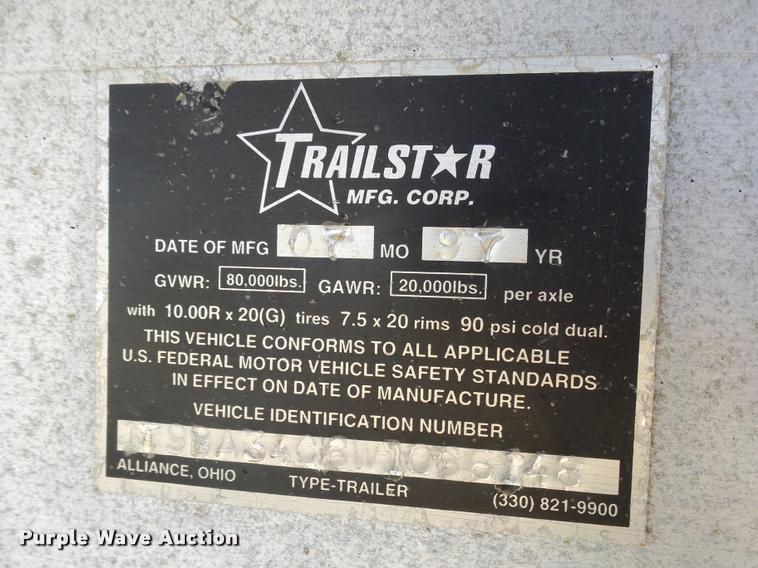 TRAILSTAR
MFG. CORP.
DATE OF MFG 07 MO 97 YR
GVWR: 80,000lbs. GAWR: 20,000lbs. per axle
with 10.00R x 20(G) tires 7.5 x 20 rims 90 psi cold dual.
THIS VEHICLE CONFORMS TO ALL APPLICABLE
U.S. FEDERAL MOTOR VEHICLE SAFETY STANDARDS
IN EFFECT ON DATE OF MANUFACTURE.
VEHICLE IDENTIFICATION NUMBER
ALLIANCE, OHIO TYPE-TRAILER (330) 821-9900
Purple Wave Auction